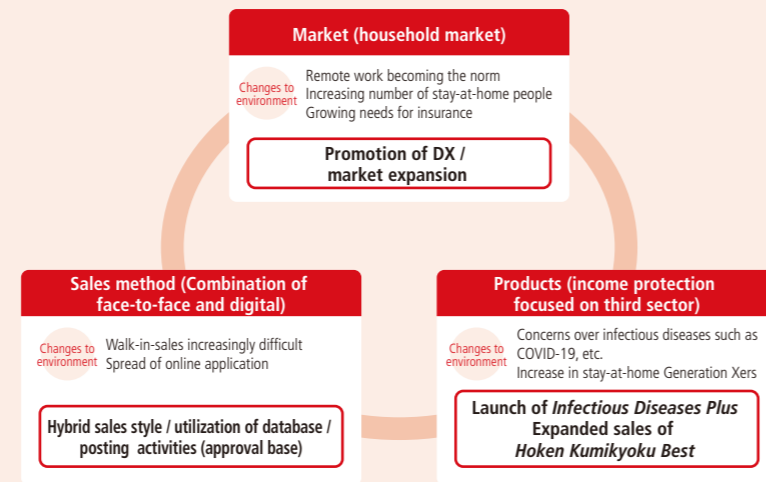 Market (household market)
Changes to
environment
Remote work becoming the norm
Increasing number of stay-at-home people
Growing needs for insurance
Promotion of DX /
market expansion
Sales method (Combination of
face-to-face and digital)
Changes to
environment
Walk-in-sales increasingly difficult
Spread of online application
Hybrid sales style / utilization of database /
posting activities (approval base)
Products (income protection
focused on third sector)
Changes to
environment
Concerns over infectious diseases such as
COVID-19, etc.
Increase in stay-at-home Generation Xers
Launch of Infectious Diseases Plus
Expanded sales of
Hoken Kumikyoku Best